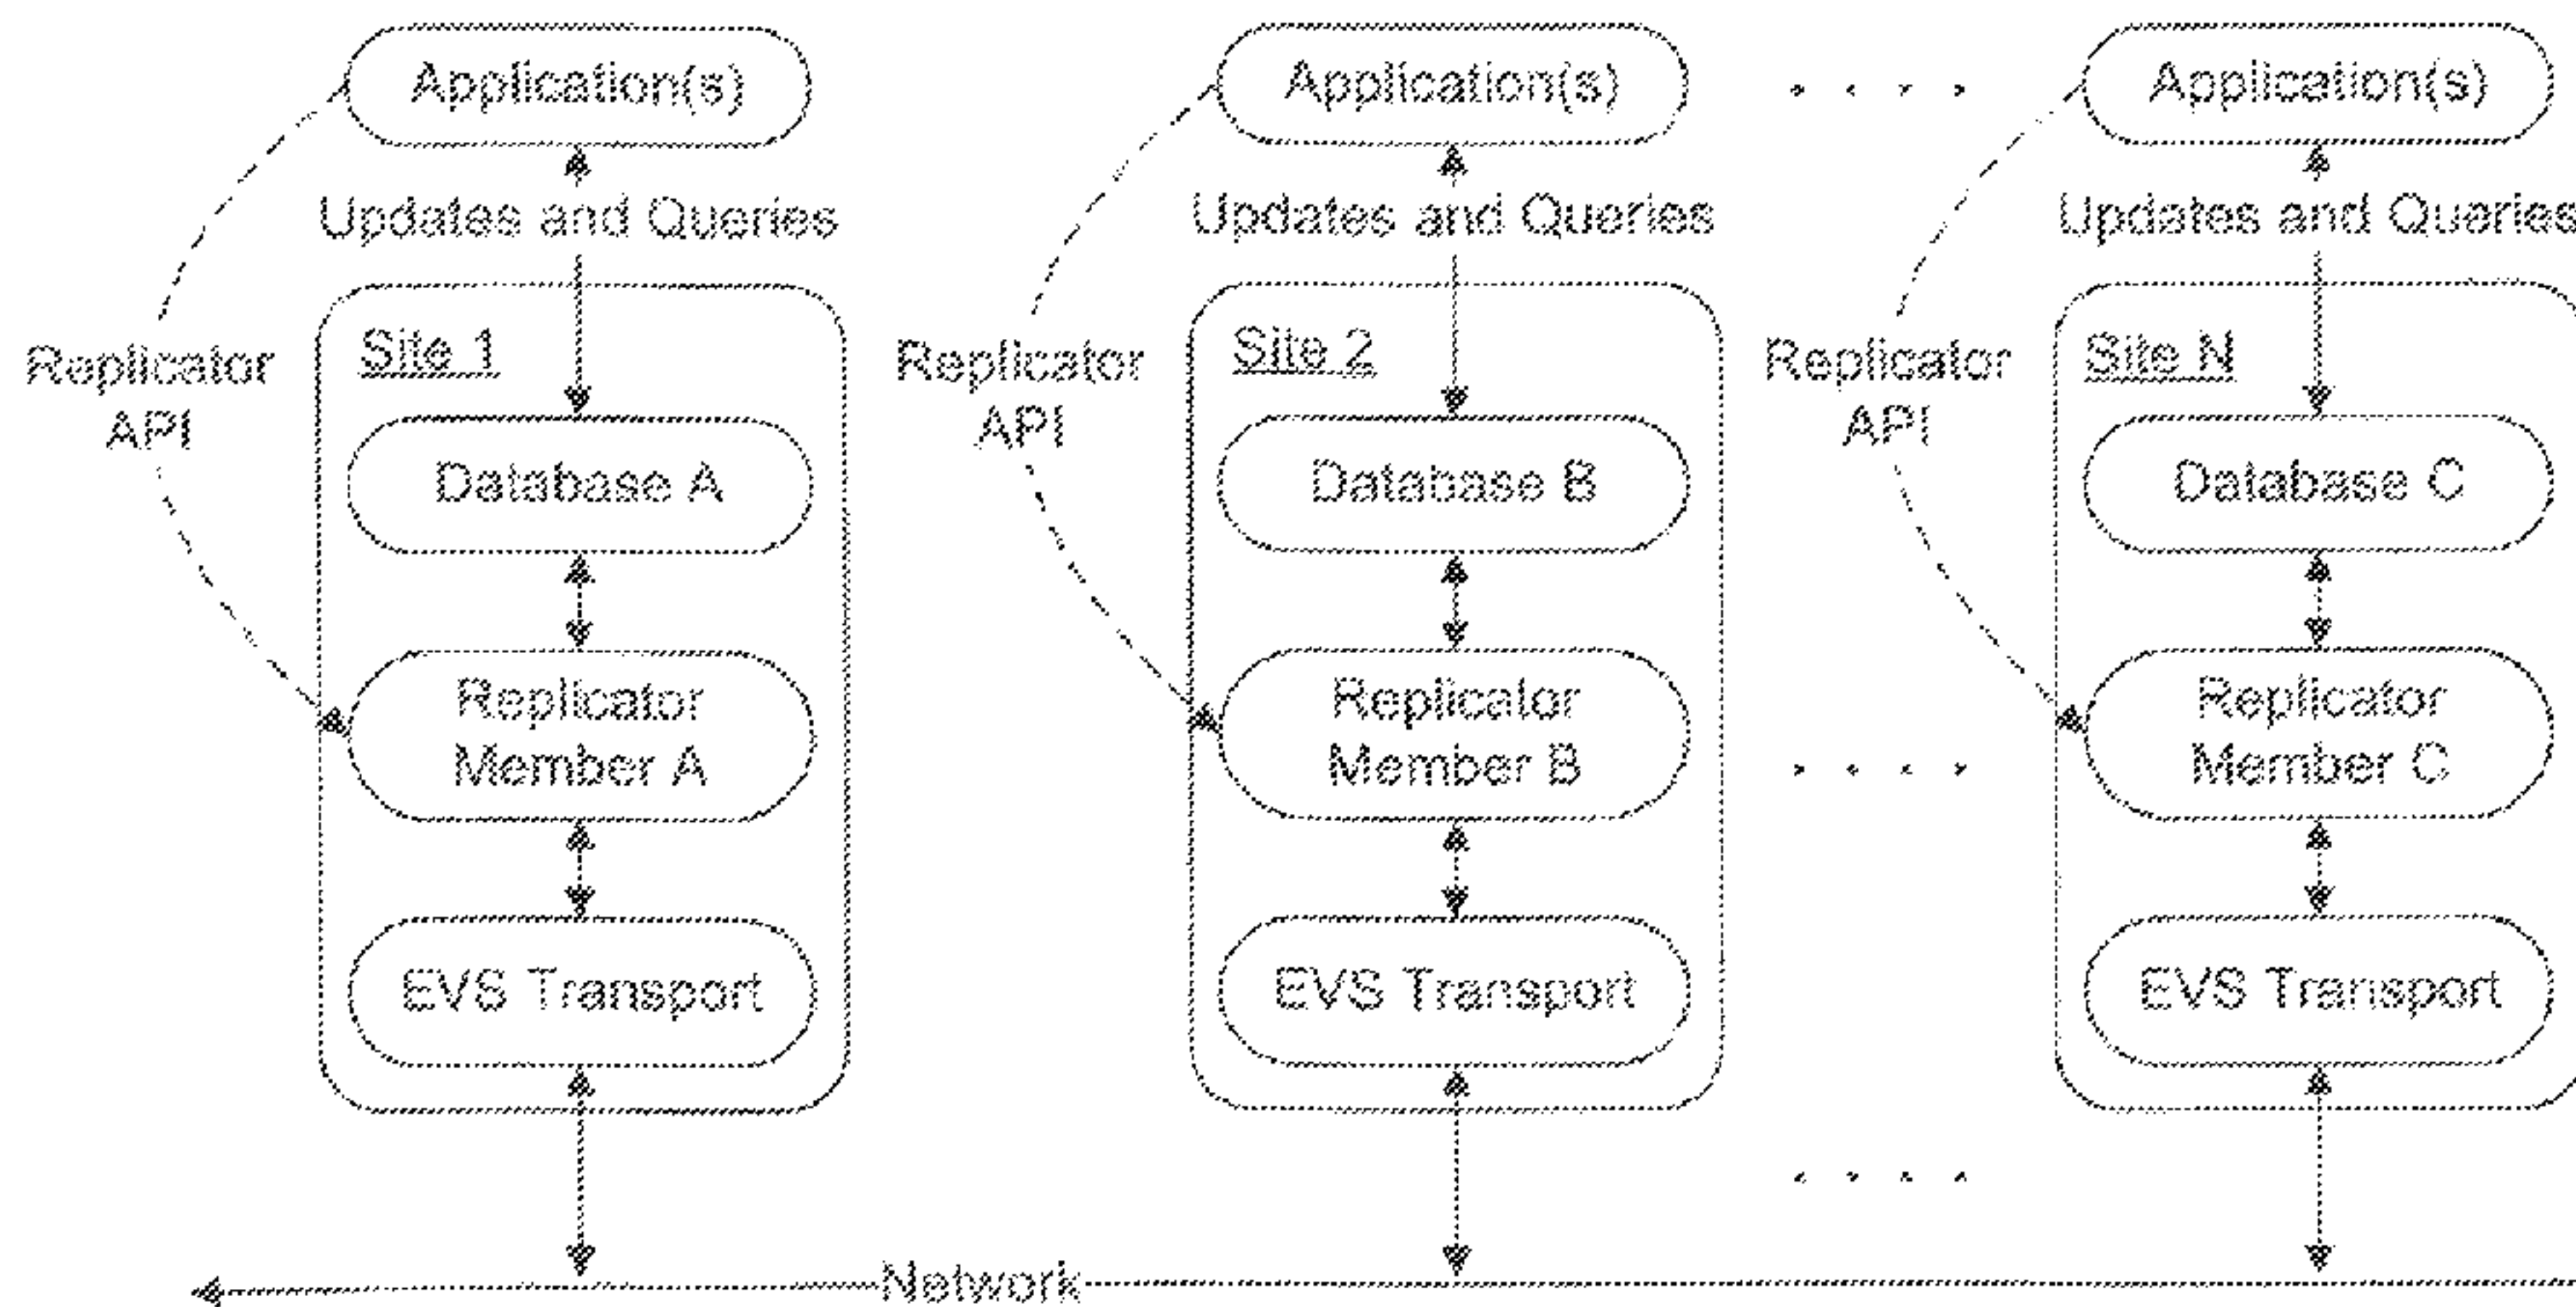 Application(s)
Application(s)
Application(s)
Updates and Queries
Updates and Queries
Updates and Queries
Replicator
API
Site 1
Replicator
API
Site 2
Replicator
API
Site N
Database A
Database B
Database C
Replicator
Member A
Replicator
Member B
Replicator
Member C
EVS Transport
EVS Transport
EVS Transport
Network